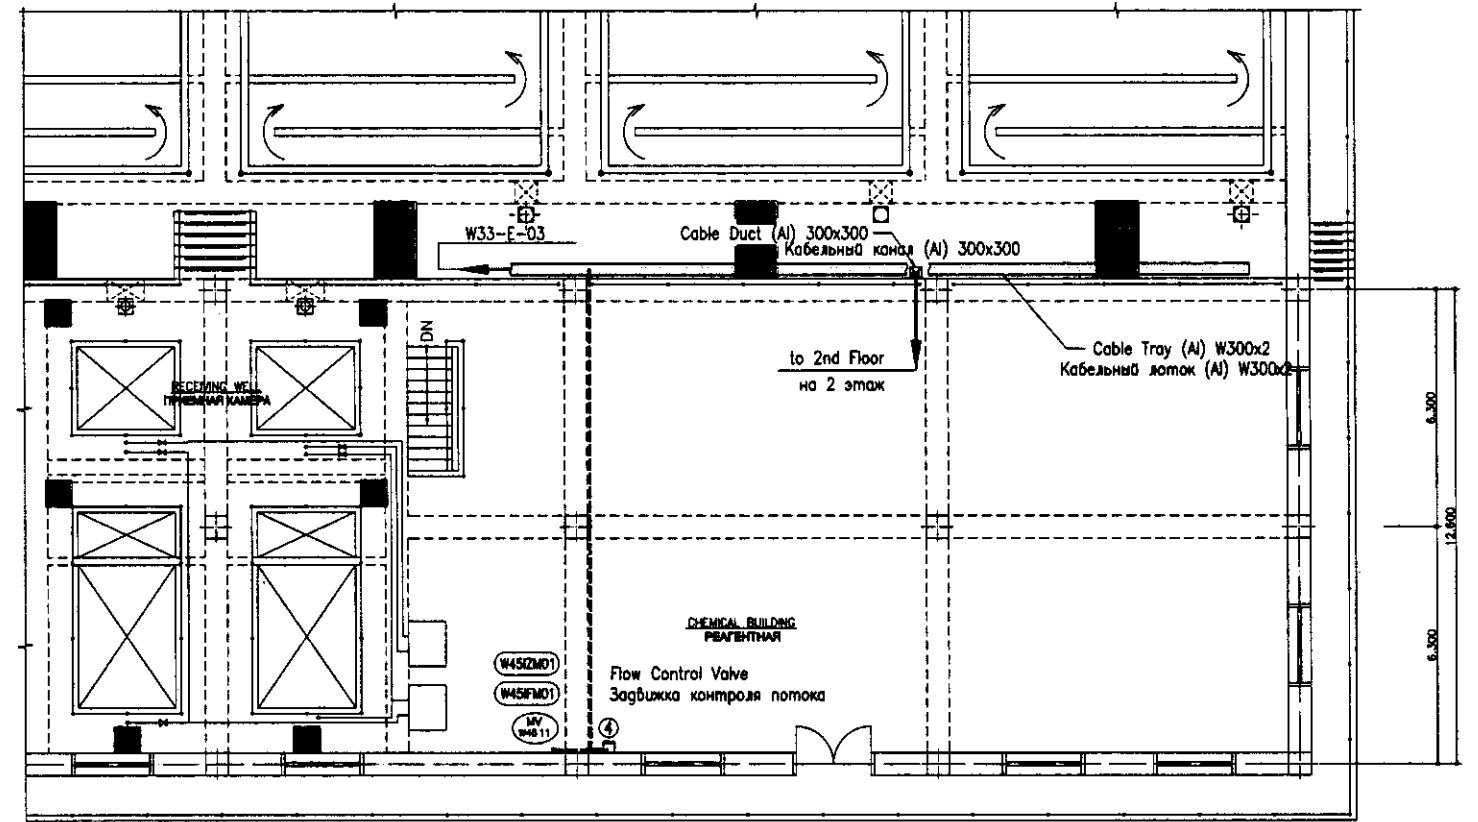 W33-E-03
Cable Duct (Al) 300x300
Кабельный канал (Al) 300x300
DN
to 2nd Floor
на 2 этаж
Cable Tray (Al) W300x2
Кабельный лоток (Al) W300x2
RECEIVING WELL
ПРИЕМНАЯ КАМЕРА
6.300
12.600
CHEMICAL BUILDING
РЕАГЕНТНАЯ
6.300
W45IZM01
Flow Control Valve
W45IFM01
Задвижка контроля потока
MV
4